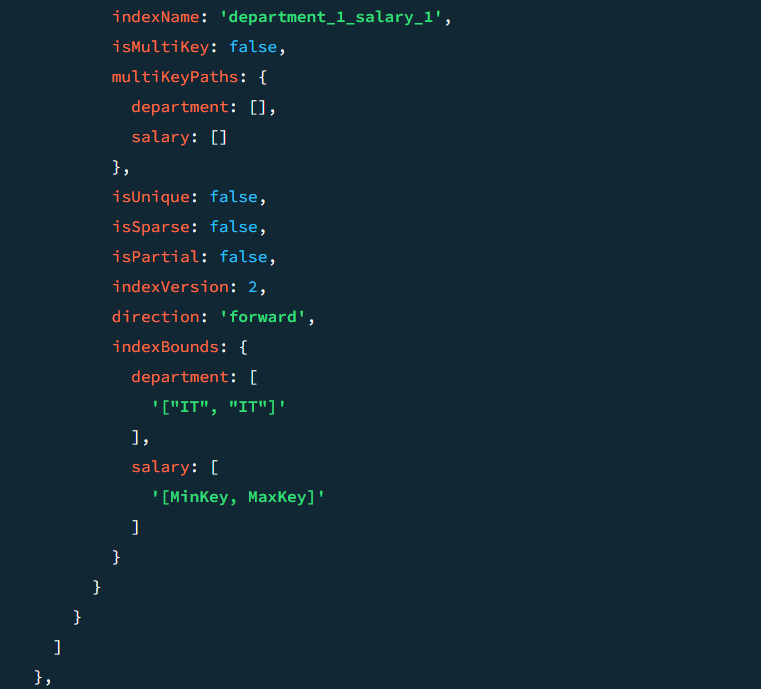 indexName: 'department_1_salary_1',
isMultiKey: false,
multiKeyPaths: {
department: [],
salary: []
},
isUnique: false,
isSparse: false,
isPartial: false,
indexVersion: 2,
direction: 'forward',
indexBounds: {
department: [
'["IT", "IT"]'
],
salary: [
'[MinKey, MaxKey]'
]
}
}
}
]
},